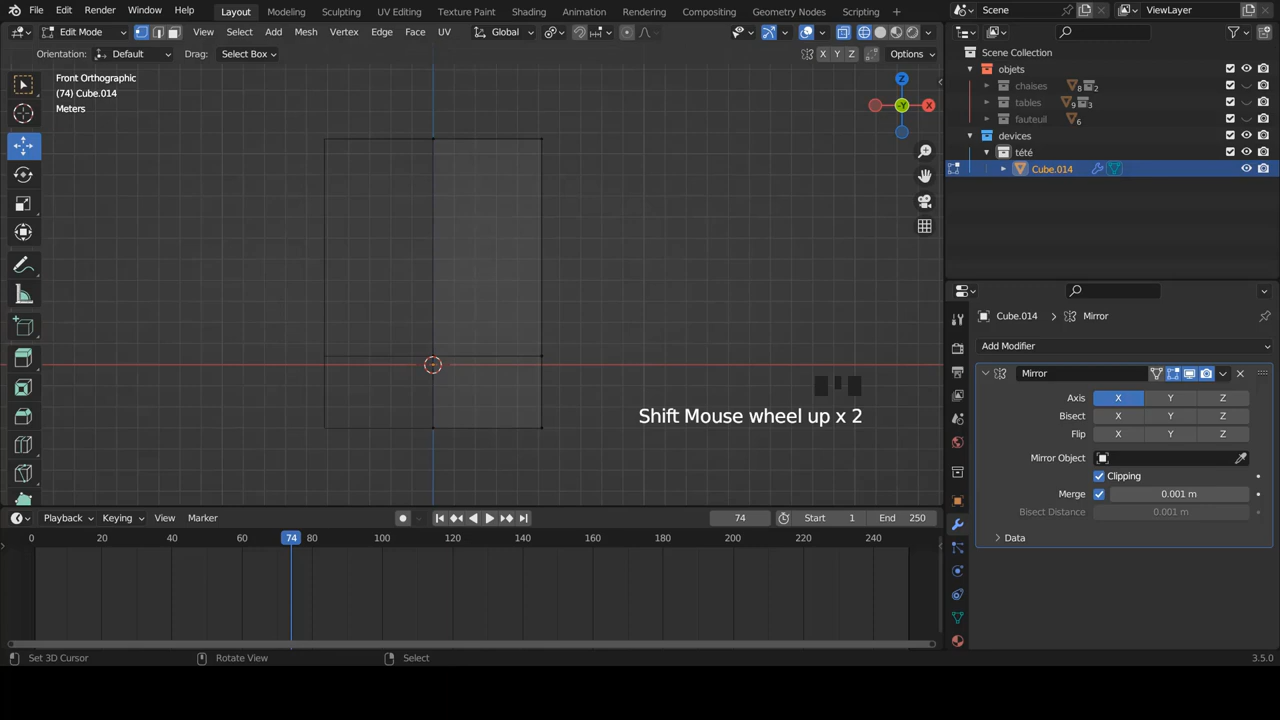 File Edit Render Window Help Layout Modeling Sculpting UV Editing Texture Paint Shading Animation Rendering Compositing Geometry Nodes Scripting Scene ViewLayer
Edit Mode View Select Add Mesh Vertex Edge Face UV Global
Orientation: Default Drag: Select Box X Y Z Options
Front Orthographic
(74) Cube.014
Meters
Z
-Y X
Scene Collection
objets
chaises 8 2
tables 9 3
fauteuil 6
devices
tété
Cube.014
Cube.014 Mirror
Add Modifier
Mirror
Axis X Y Z
Bisect X Y Z
Flip X Y Z
Mirror Object
Clipping
Merge 0.001 m
Bisect Distance 0.001 m
Data
Shift Mouse wheel up x 2
Playback Keying View Marker 74 Start 1 End 250
0 20 40 60 74 80 100 120 140 160 180 200 220 240
Set 3D Cursor Rotate View Select 3.5.0